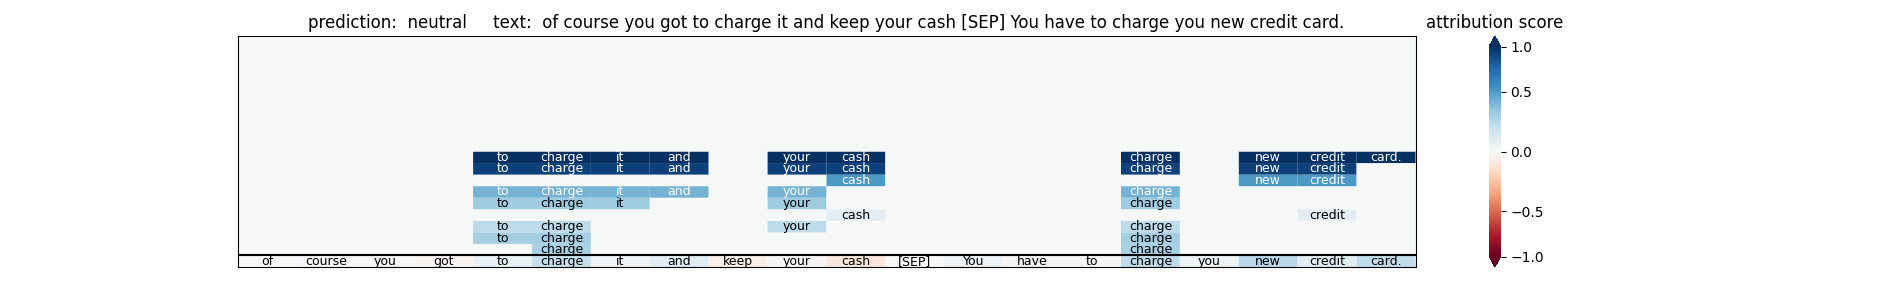 prediction: neutral text: of course you got to charge it and keep your cash [SEP] You have to charge you new credit card. attribution score
1.0
0.5
0.0
−0.5
−1.0
to charge it and your cash charge new credit card.
to charge it and your cash charge new credit
cash new credit
to charge it and your charge
to charge it your charge
cash credit
to charge your charge
to charge charge
charge charge
of course you got to charge it and keep your cash [SEP] You have to charge you new credit card.